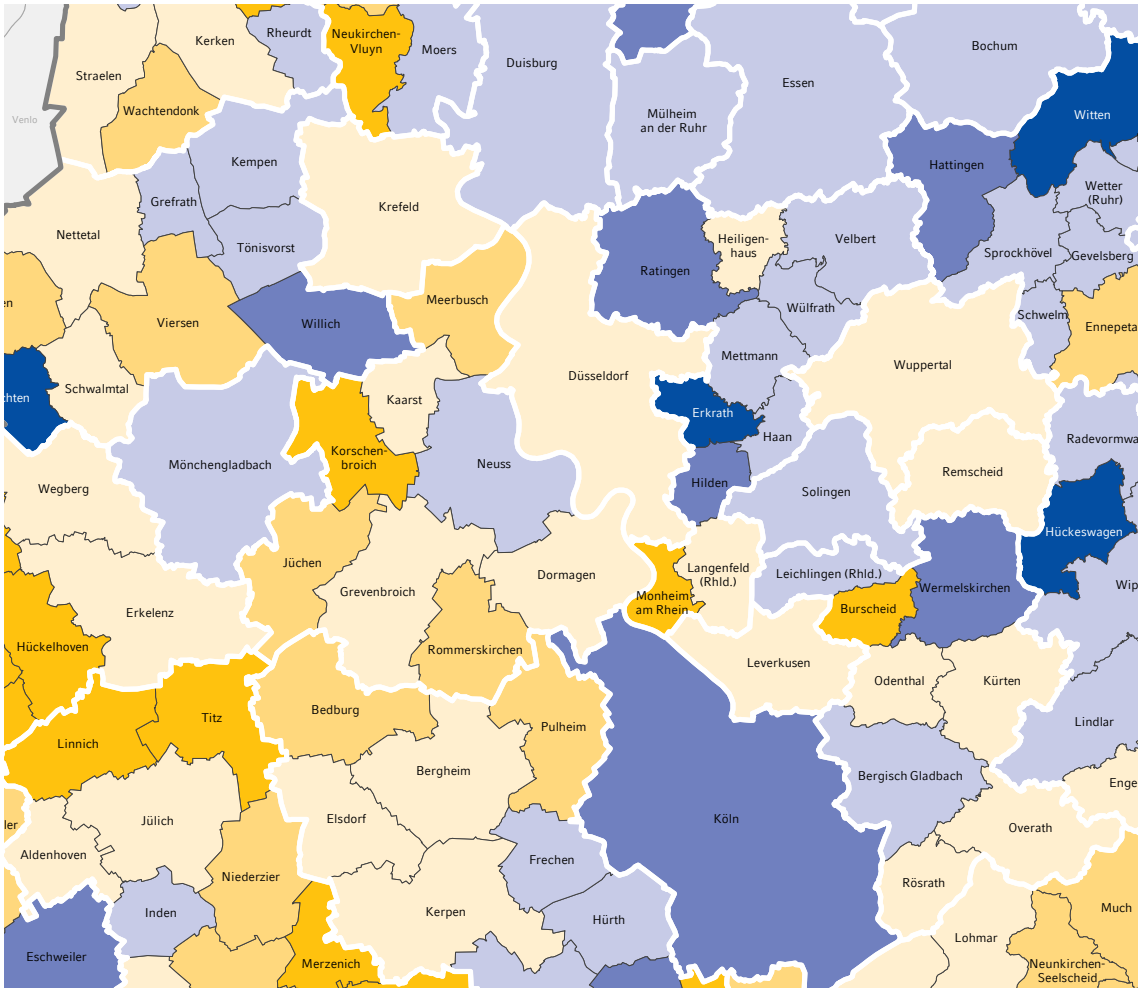 Kerken
Rheurdt
Neukirchen-
Vluyn
Moers
Duisburg
Bochum
Straelen
Essen
Wachtendonk
Venlo
Mülheim
an der Ruhr
Witten
Kempen
Hattingen
Wetter
(Ruhr)
Grefrath
Krefeld
Nettetal
Tönisvorst
Heiligen-
haus
Velbert
Sprockhövel
Gevelsberg
Ratingen
en
Meerbusch
Wülfrath
Viersen
Willich
Schwelm
Ennepeta
Mettmann
Wuppertal
Düsseldorf
Schwalmtal
chten
Kaarst
Erkrath
Haan
Radevormwa
Korschen-
broich
Mönchengladbach
Neuss
Remscheid
Hilden
Solingen
Wegberg
Hückeswagen
Jüchen
Dormagen
Langenfeld
(Rhld.)
Leichlingen (Rhld.)
Wermelskirchen
Wip
Grevenbroich
Monheim
am Rhein
Burscheid
Erkelenz
Hückelhoven
Rommerskirchen
Leverkusen
Odenthal
Kürten
Bedburg
Titz
Pulheim
Lindlar
Linnich
Bergheim
Bergisch Gladbach
Enge
Jülich
Elsdorf
Köln
ler
Overath
Aldenhoven
Frechen
Niederzier
Rösrath
Inden
Kerpen
Hürth
Much
Lohmar
Eschweiler
Merzenich
Neunkirchen-
Seelscheid